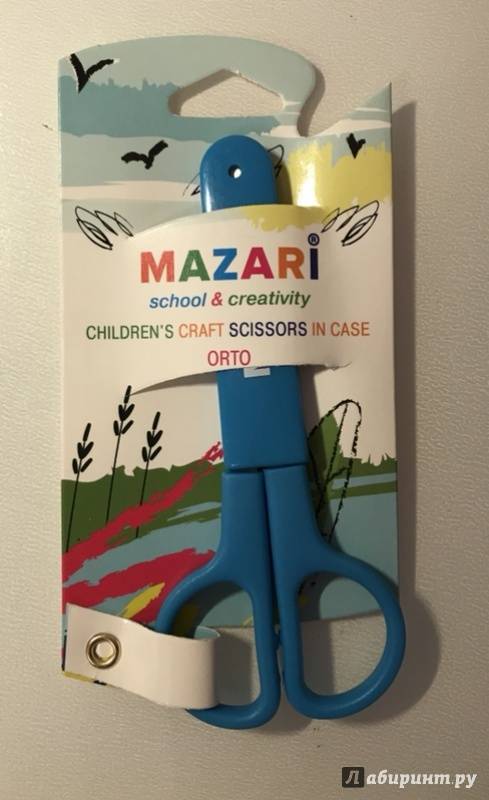 MAZARi®
school & creativity
CHILDREN'S CRAFT SCISSORS IN CASE
ORTO
Лабиринт.ру